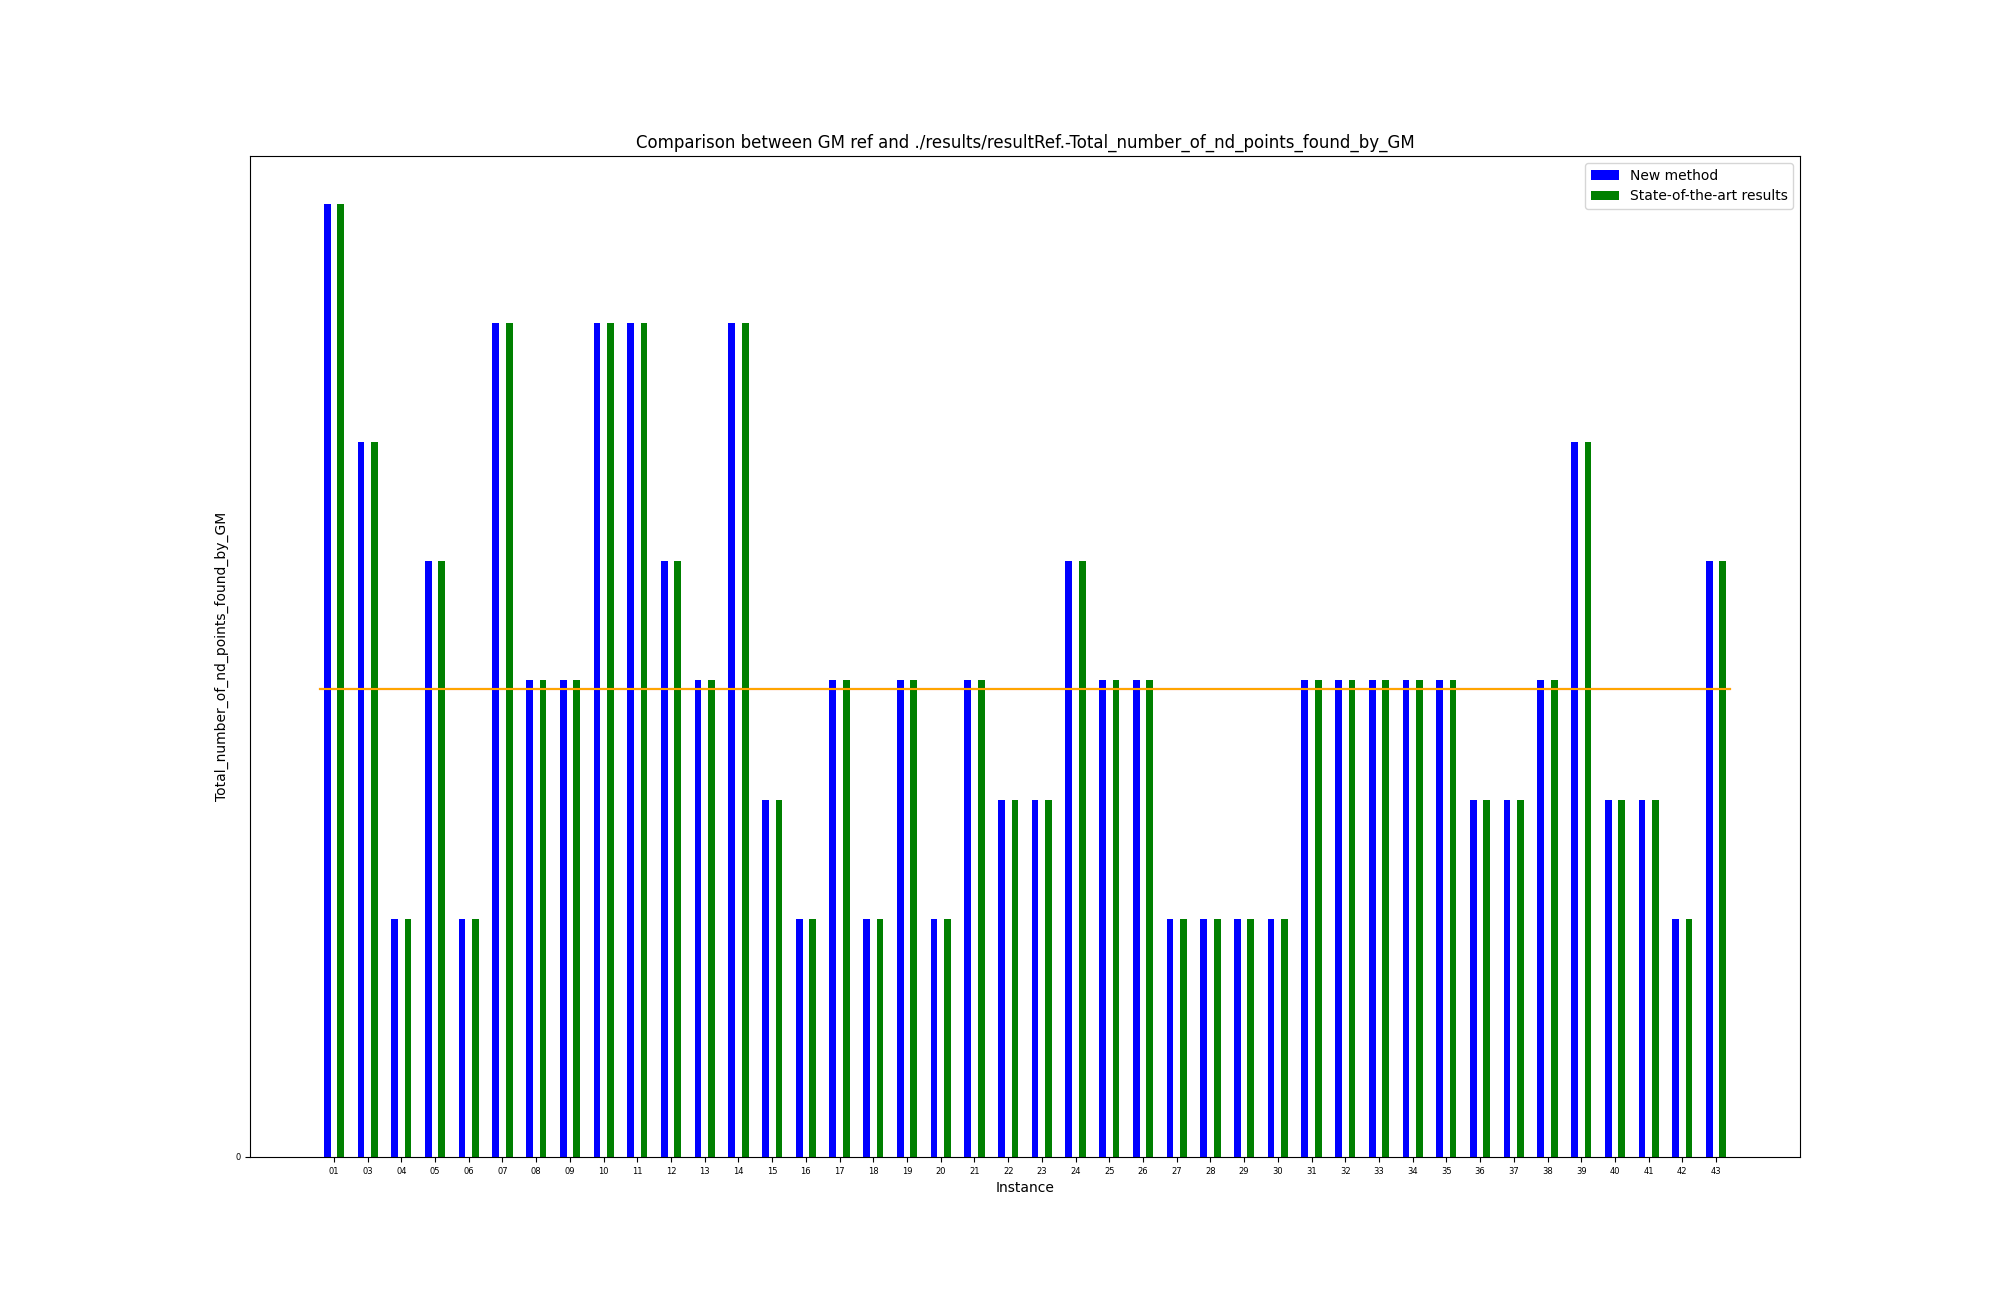 Comparison between GM ref and ./results/resultRef.-Total_number_of_nd_points_found_by_GM
New method
State-of-the-art results
Total_number_of_nd_points_found_by_GM
0
01 03 04 05 06 07 08 09 10 11 12 13 14 15 16 17 18 19 20 21 22 23 24 25 26 27 28 29 30 31 32 33 34 35 36 37 38 39 40 41 42 43
Instance